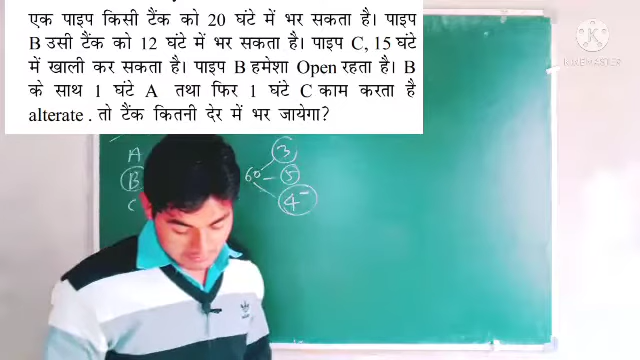 एक पाइप किसी टैंक को 20 घंटे में भर सकता है। पाइप
B उसी टैंक को 12 घंटे में भर सकता है। पाइप C, 15 घंटे
में खाली कर सकता है। पाइप B हमेशा Open रहता है। B
के साथ 1 घंटे A तथा फिर 1 घंटे C काम करता है
alterate . तो टैंक कितनी देर में भर जायेगा?
KINEMASTER
A 3
B 60 5
C 4-